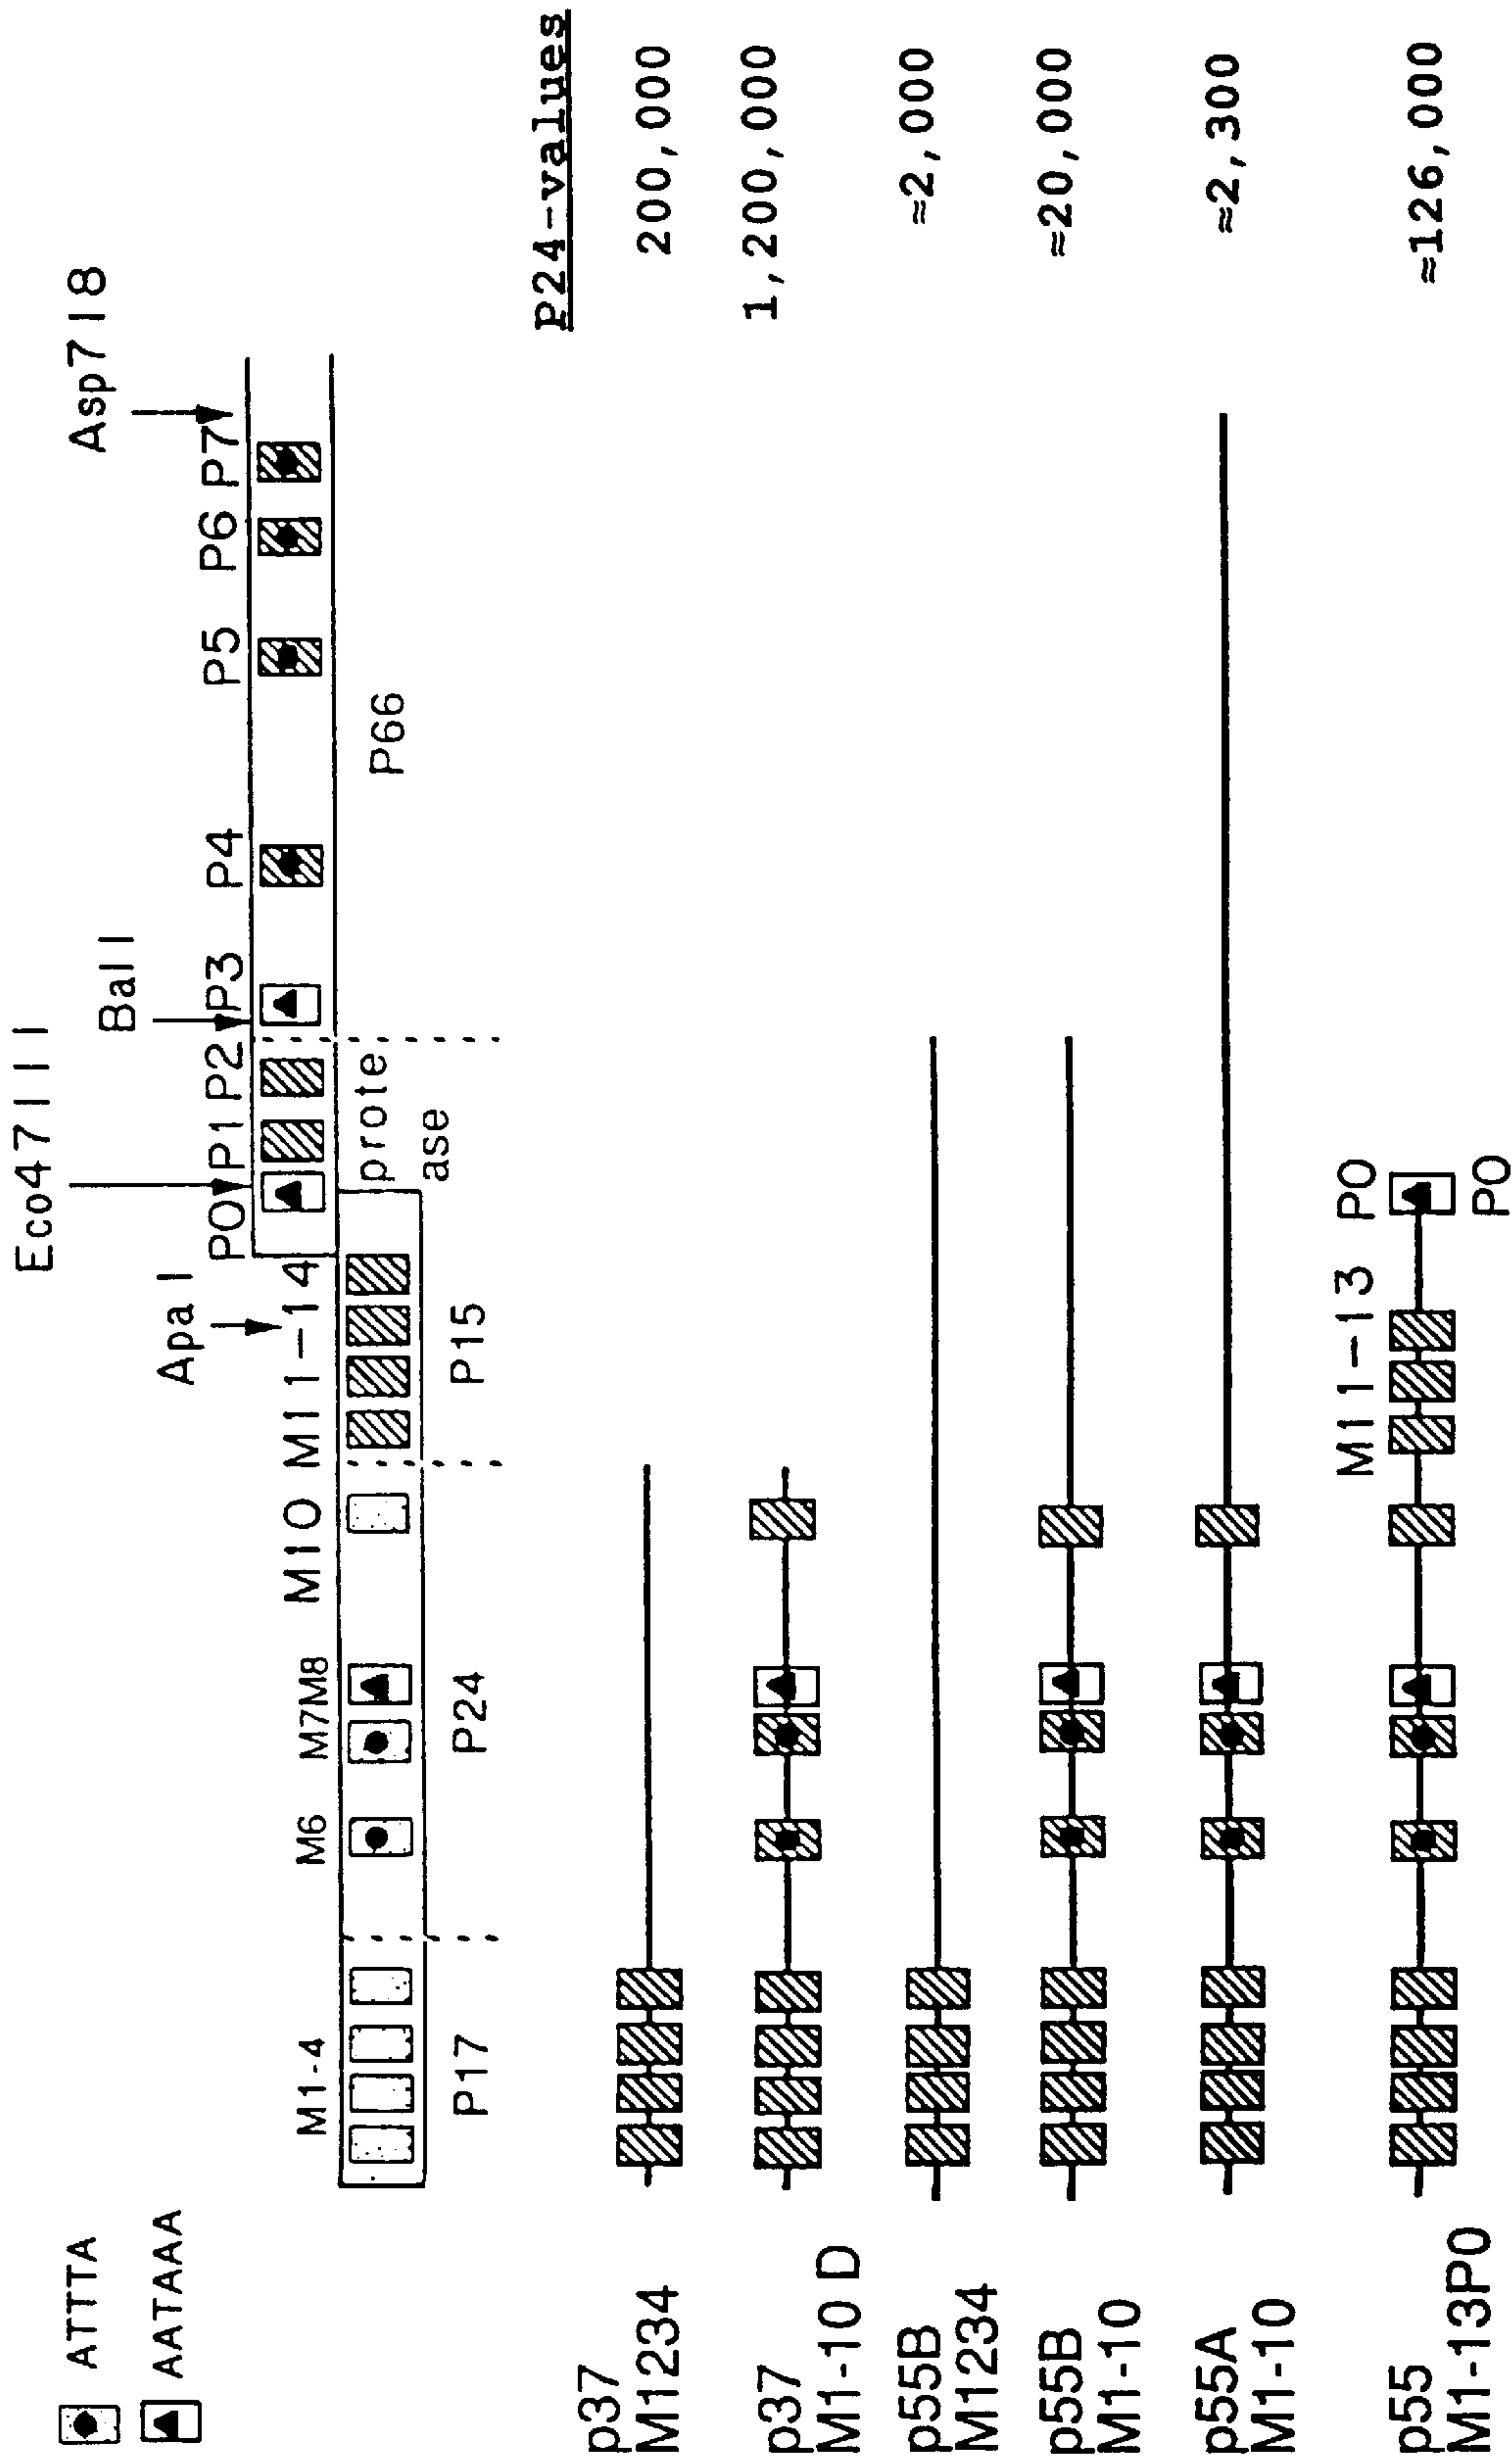 ATTTA
AATAAA
Eco47III
Bal I
Asp718
Apa I
M1-4
M6
M7M8
M10
M11-14
P0
P1
P2
P3
P4
P5
P6
P7
P17
P24
P15
prote
ase
P66
P24-values
p37
M1234
200,000
p37
M1-10 D
1,200,000
p55B
M1234
≈2,000
p55B
M1-10
≈20,000
p55A
M1-10
≈2,300
M11-13
P0
p55
M1-13P0
≈126,000
P0